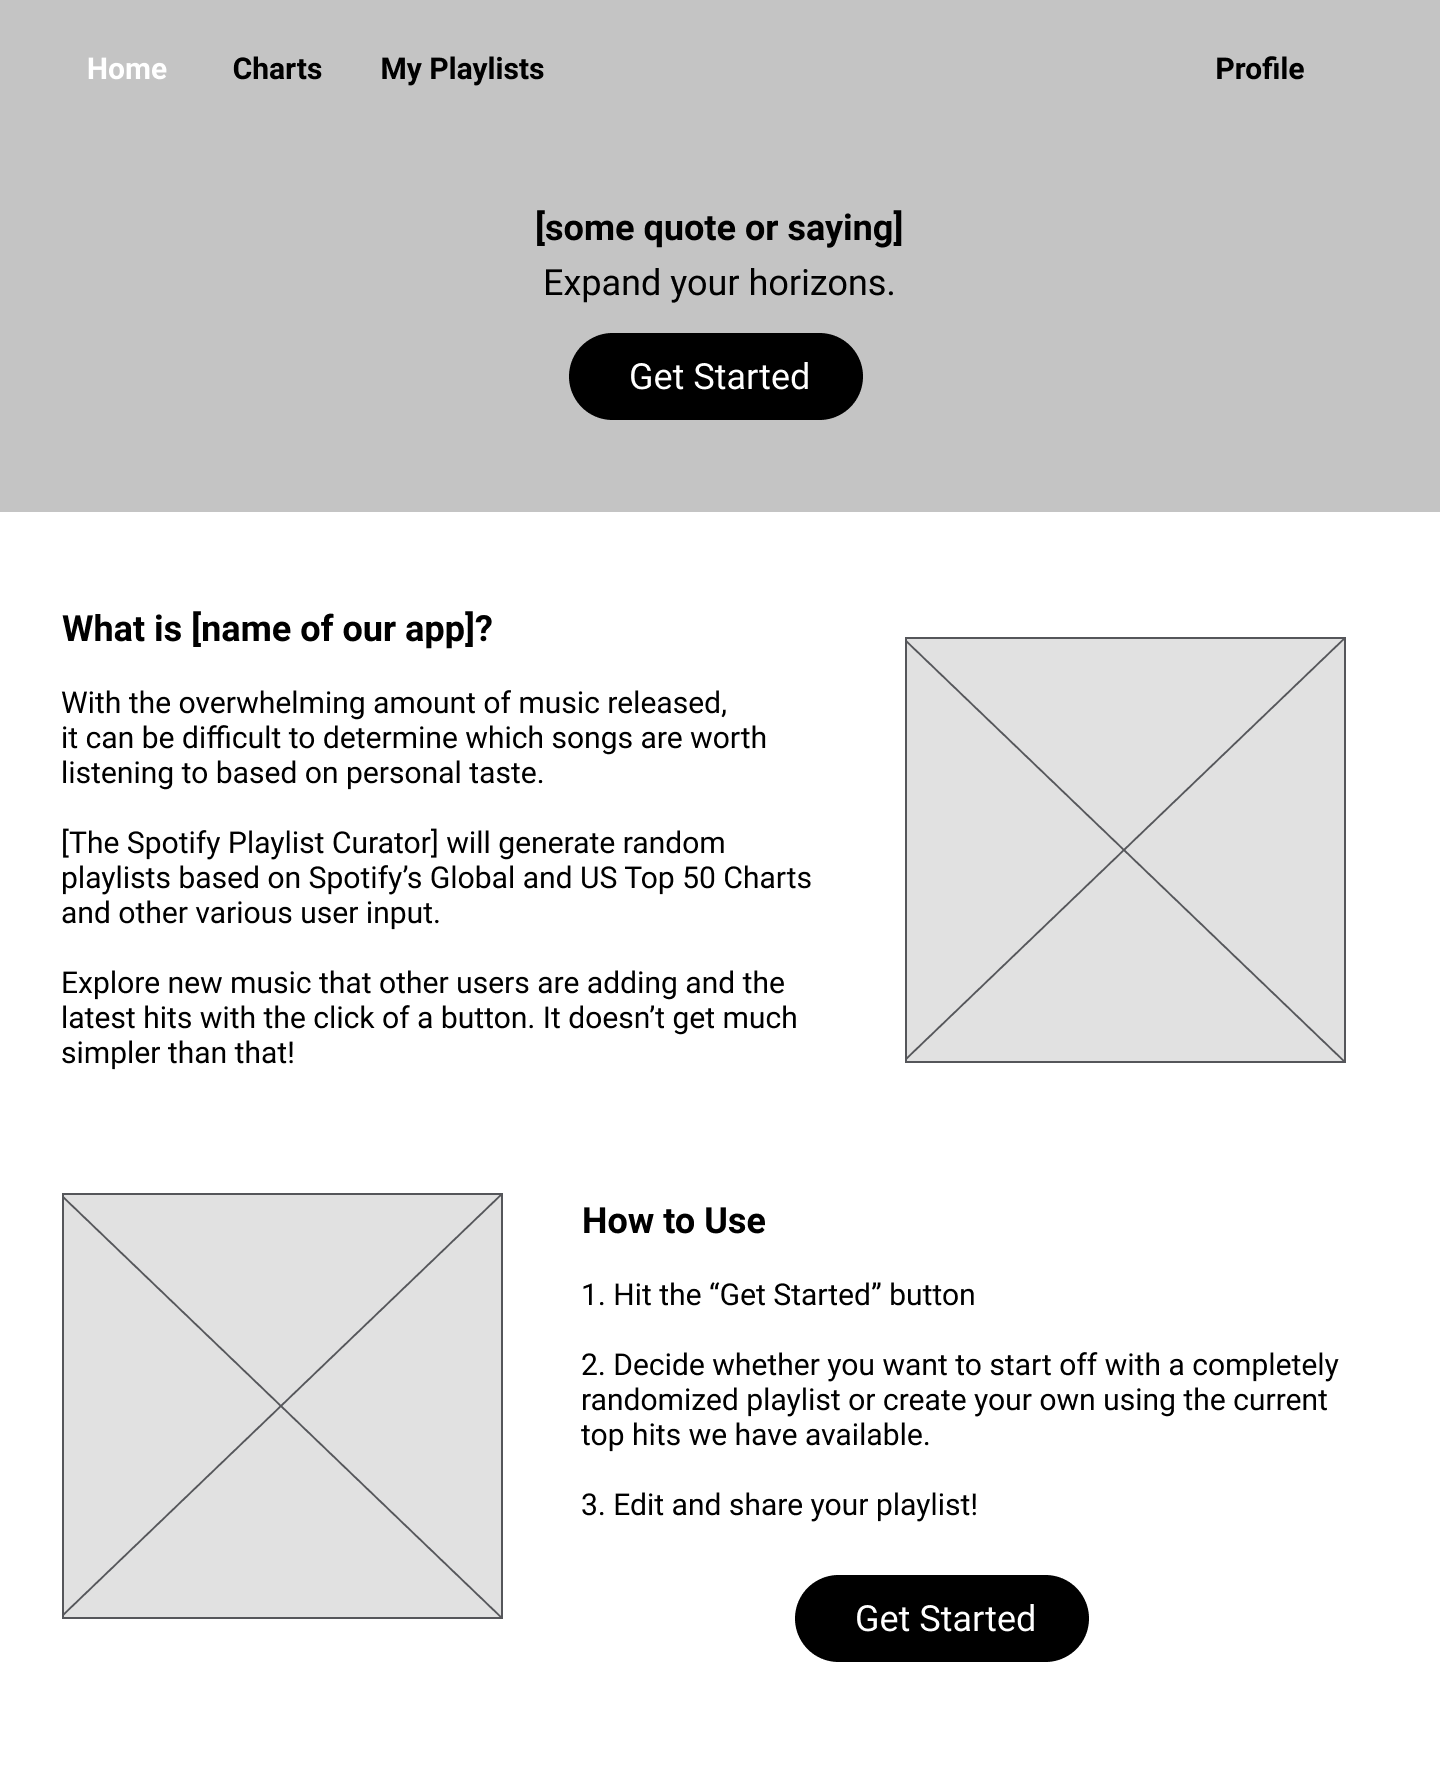 Home Charts My Playlists Profile
[some quote or saying]
Expand your horizons.
Get Started
What is [name of our app]?
With the overwhelming amount of music released,
it can be difficult to determine which songs are worth
listening to based on personal taste.
[The Spotify Playlist Curator] will generate random
playlists based on Spotify’s Global and US Top 50 Charts
and other various user input.
Explore new music that other users are adding and the
latest hits with the click of a button. It doesn’t get much
simpler than that!
How to Use
1. Hit the “Get Started” button
2. Decide whether you want to start off with a completely
randomized playlist or create your own using the current
top hits we have available.
3. Edit and share your playlist!
Get Started